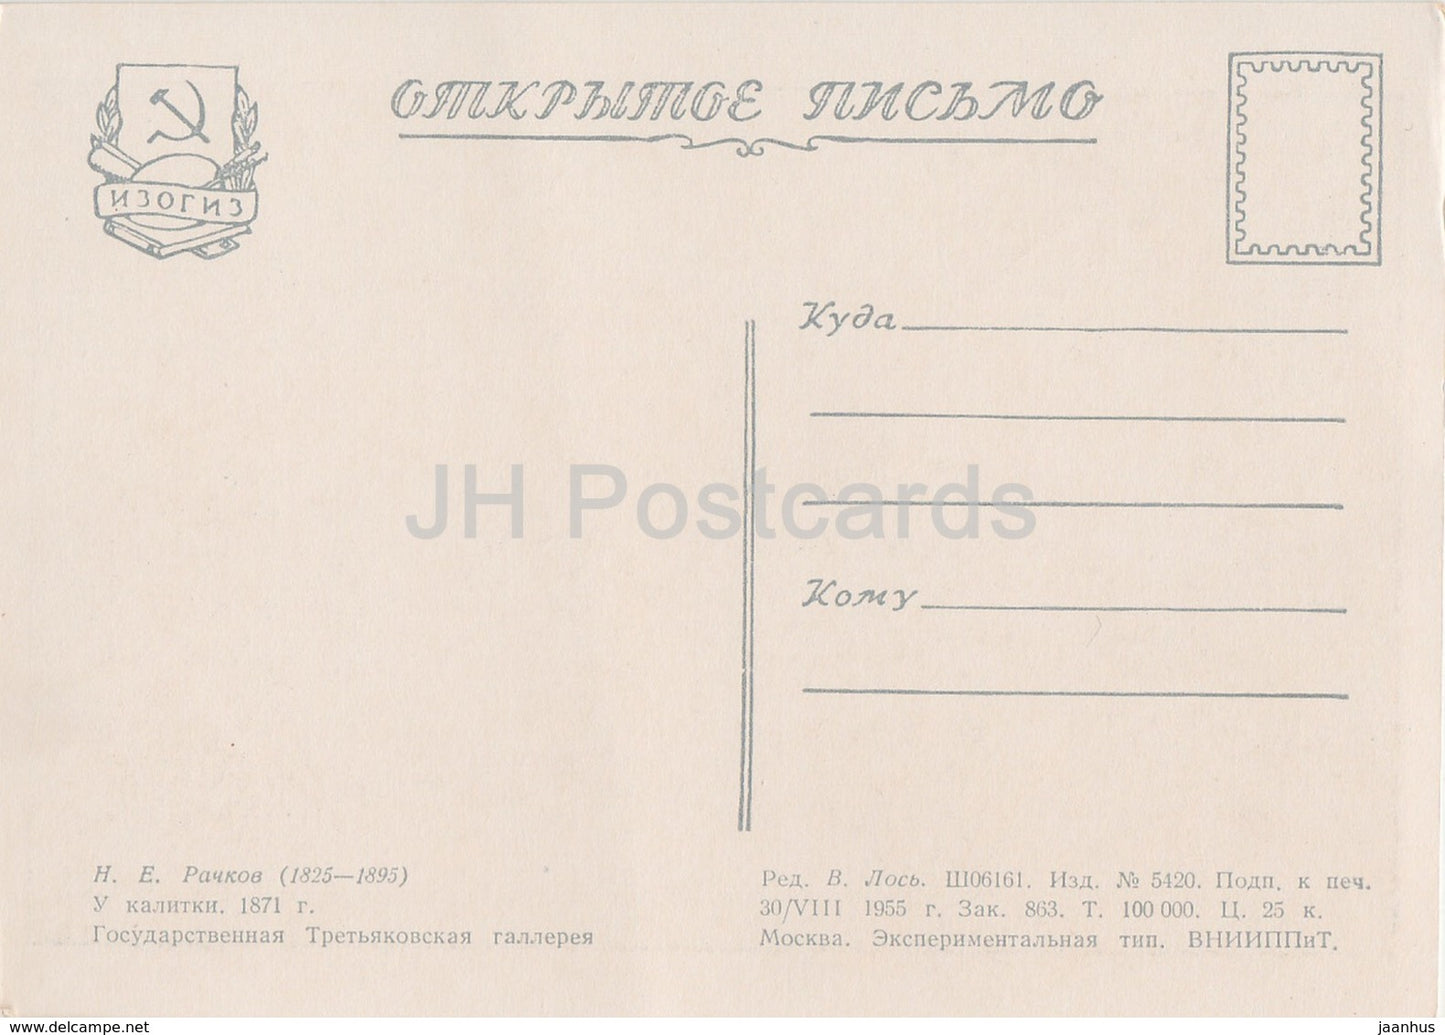 ОТКРЫТОЕ ПИСЬМО
ИЗОГИЗ
Куда
JH Postcards
Кому
Н. Е. Рачков (1825—1895)
У калитки. 1871 г.
Государственная Третьяковская галлерея
Ред. В. Лось. Ш06161. Изд. № 5420. Подп. к печ.
30/VIII 1955 г. Зак. 863. Т. 100 000. Ц. 25 к.
Москва. Экспериментальная тип. ВНИИППиТ.
www.delcampe.net
jaanhus